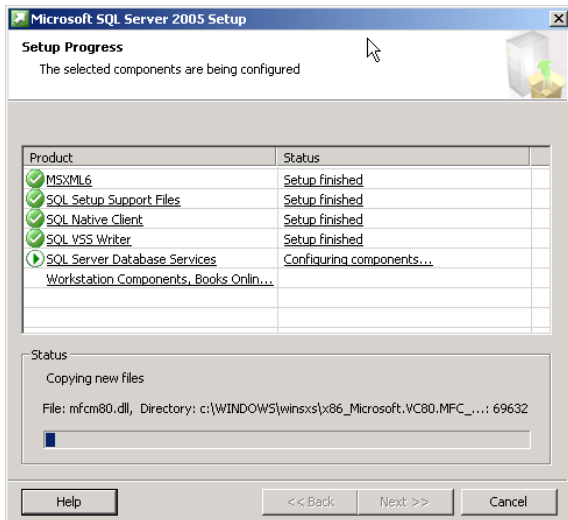 Microsoft SQL Server 2005 Setup
Setup Progress
The selected components are being configured
Product Status
MSXML6 Setup finished
SQL Setup Support Files Setup finished
SQL Native Client Setup finished
SQL VSS Writer Setup finished
SQL Server Database Services Configuring components...
Workstation Components, Books Onlin...
Status
Copying new files
File: mfcm80.dll, Directory: c:\WINDOWS\winsxs\x86_Microsoft.VC80.MFC_...: 69632
Help << Back Next >> Cancel